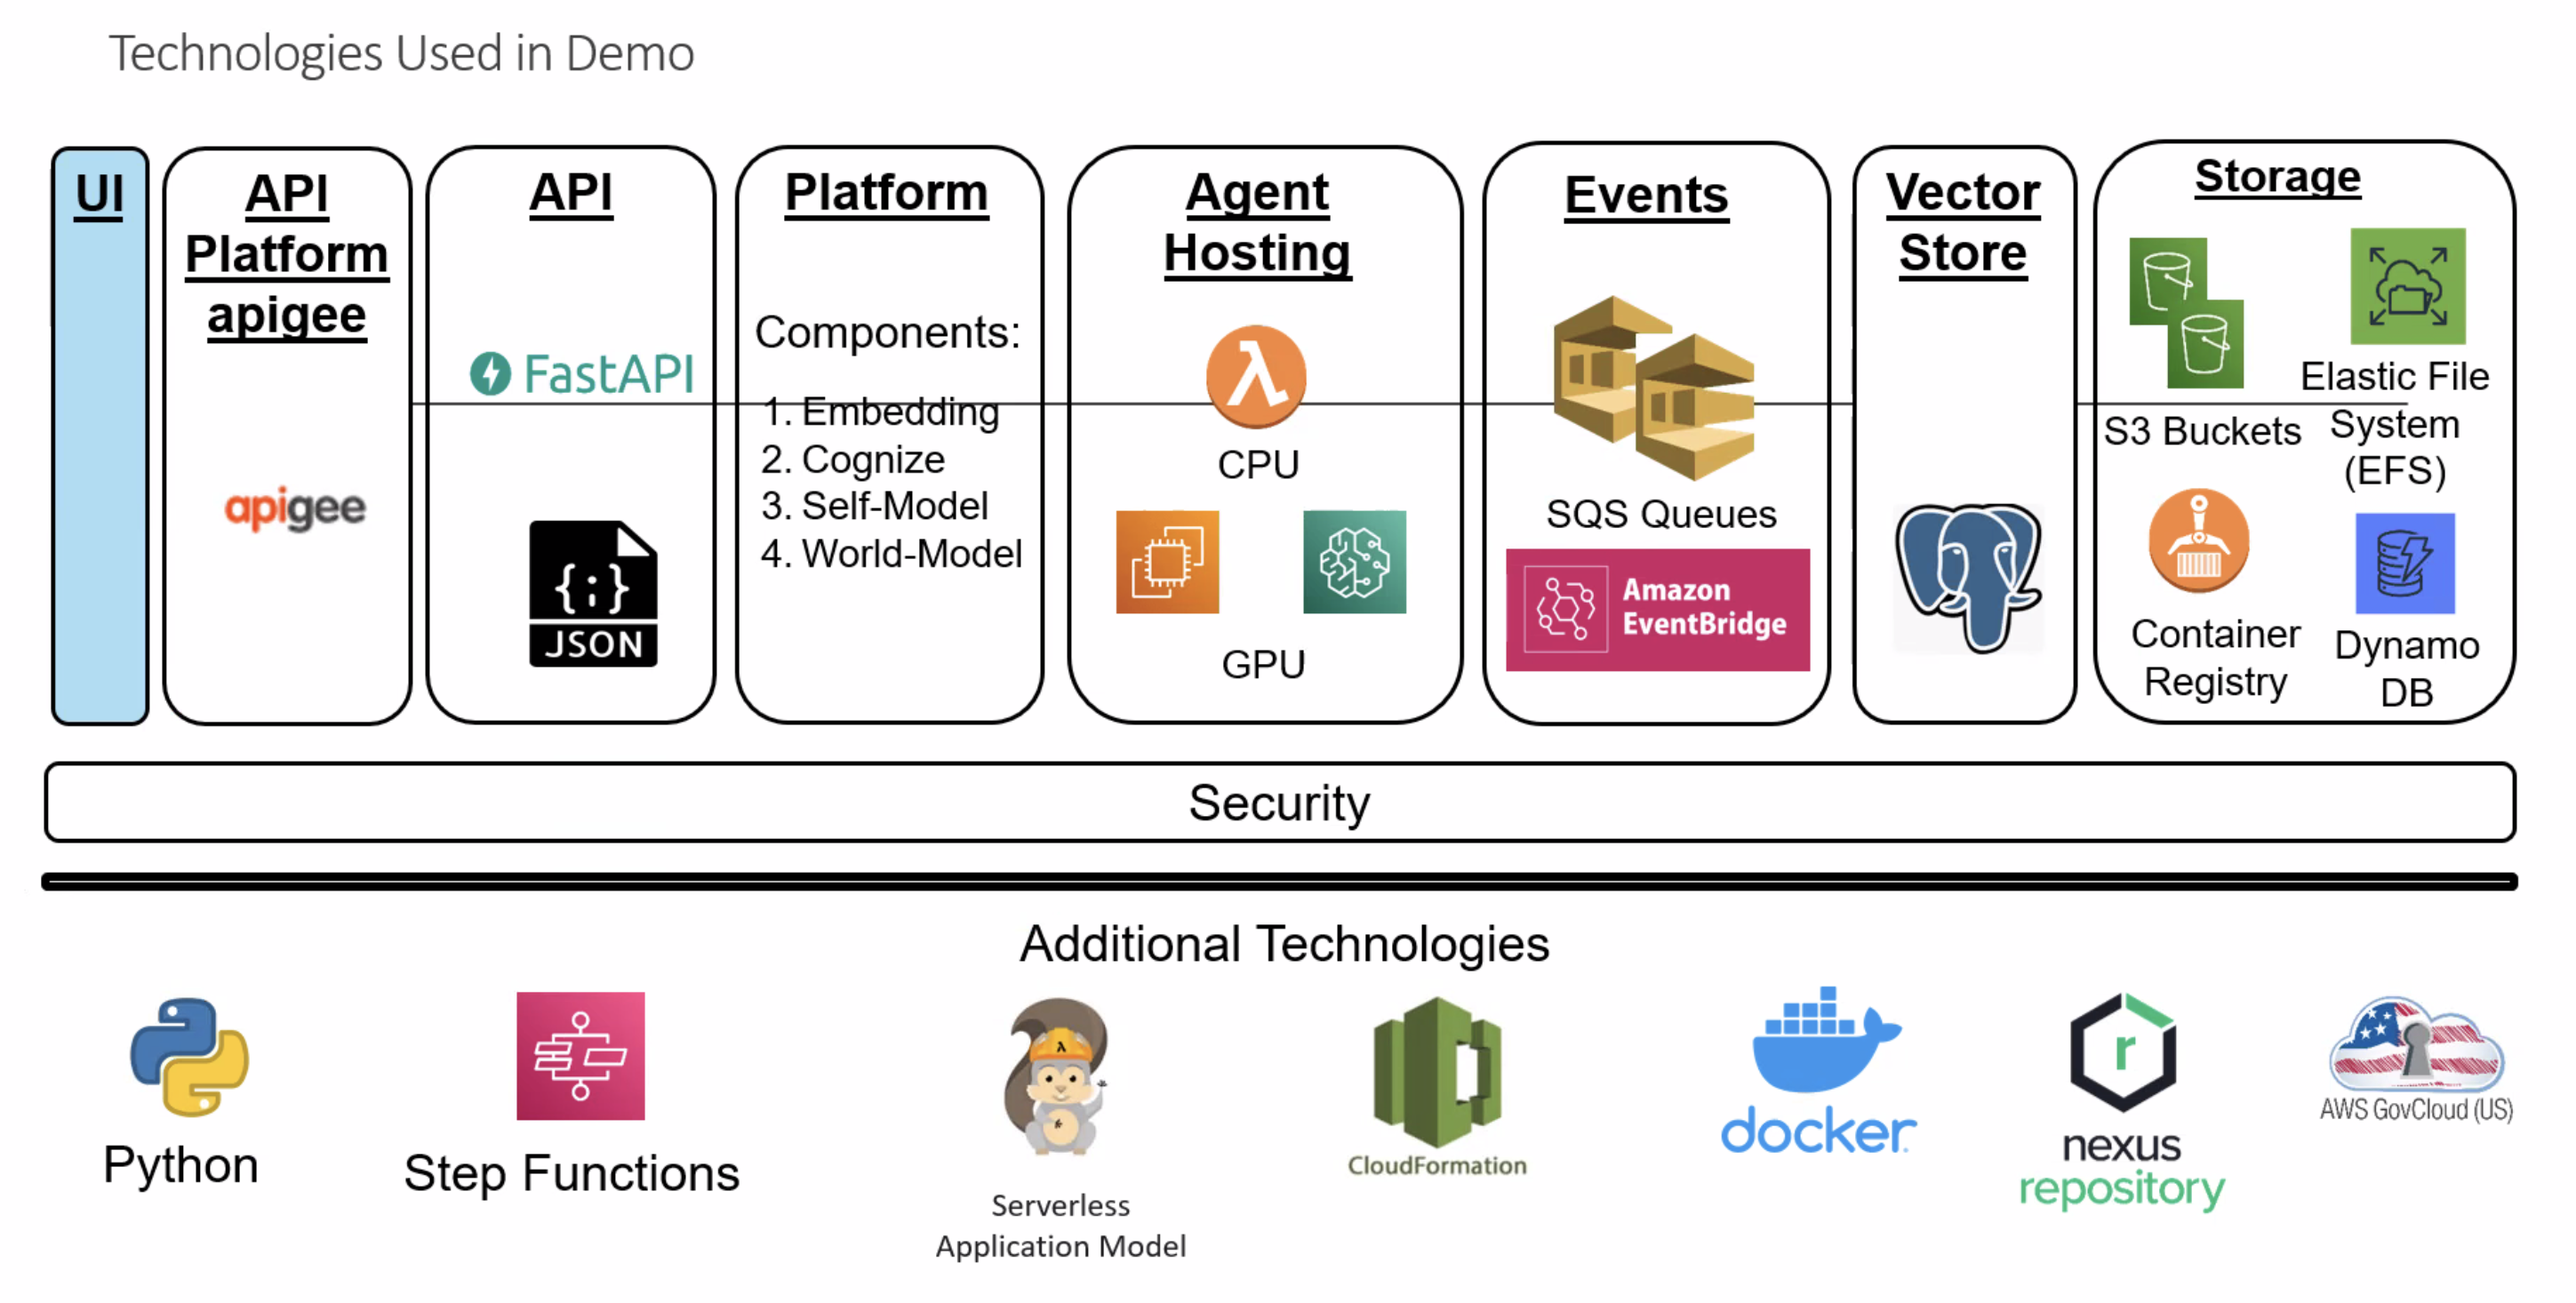 Technologies Used in Demo
UI
API
Platform
apigee
apigee
API
FastAPI
{;}
JSON
Platform
Components:
1. Embedding
2. Cognize
3. Self-Model
4. World-Model
Agent
Hosting
λ
CPU
GPU
Events
SQS Queues
Amazon
EventBridge
Vector
Store
Storage
S3 Buckets
Elastic File
System
(EFS)
Container
Registry
Dynamo
DB
Security
Additional Technologies
Python
Step Functions
λ
Serverless
Application Model
CloudFormation
docker
r
nexus
repository
AWS GovCloud (US)